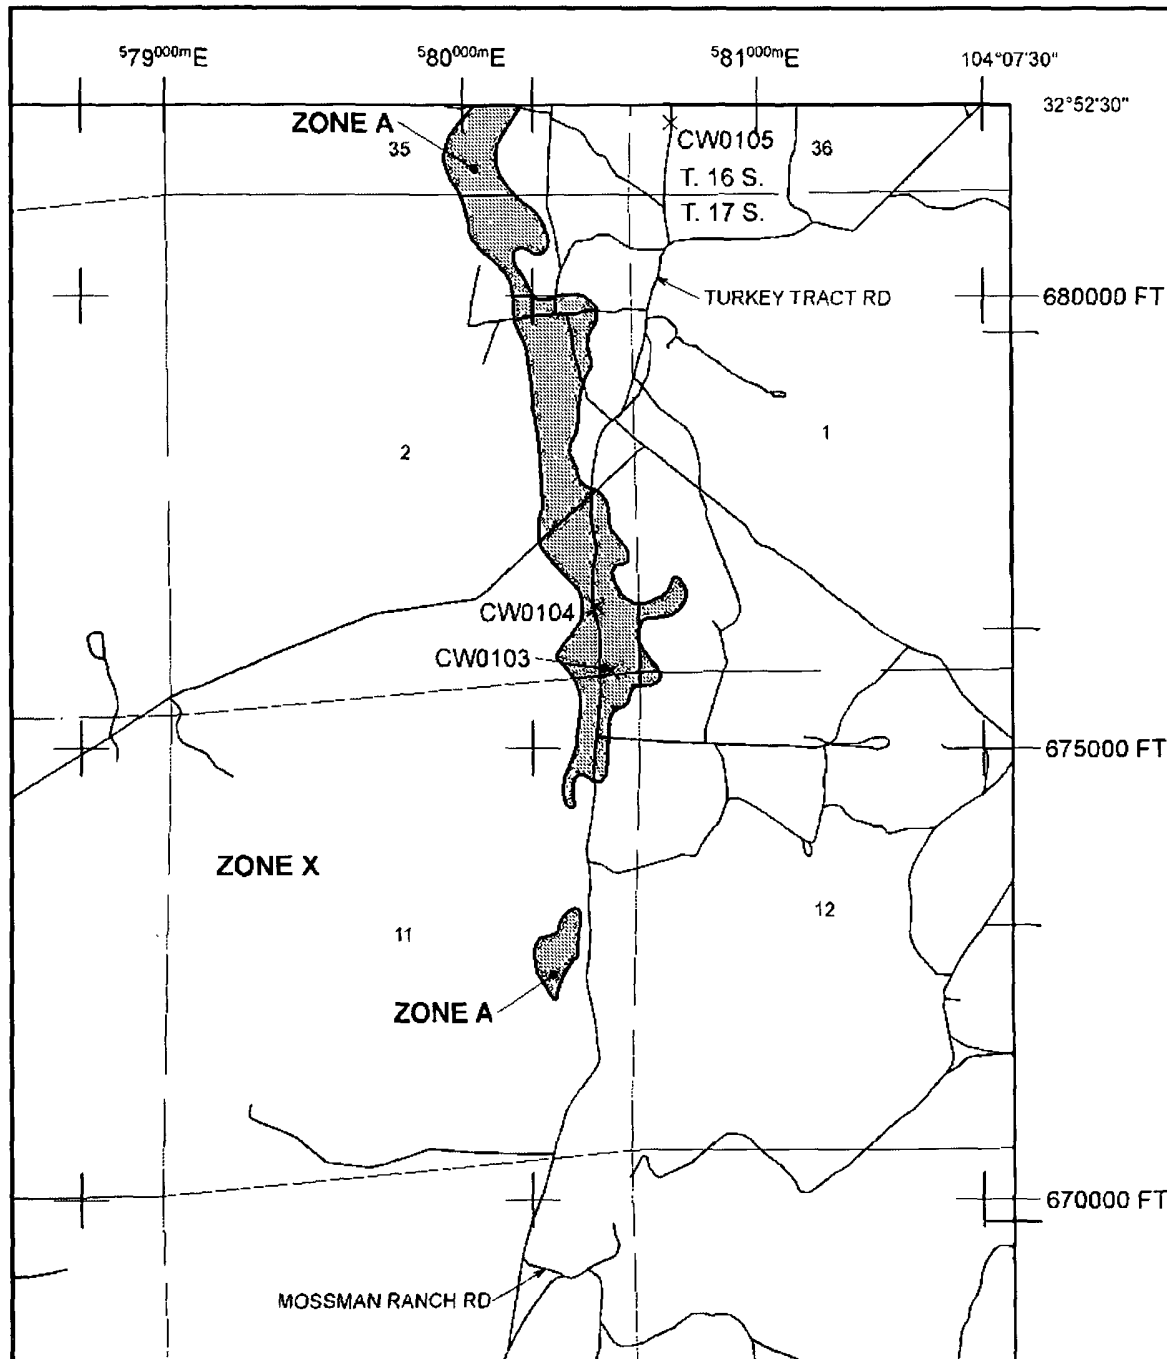 ⁵79⁰⁰⁰ᵐE ⁵80⁰⁰⁰ᵐE ⁵81⁰⁰⁰ᵐE 104°07'30"
32°52'30"
ZONE A
35
CW0105
36
T. 16 S.
T. 17 S.
TURKEY TRACT RD
680000 FT
2
1
CW0104
CW0103
675000 FT
ZONE X
12
11
ZONE A
670000 FT
MOSSMAN RANCH RD